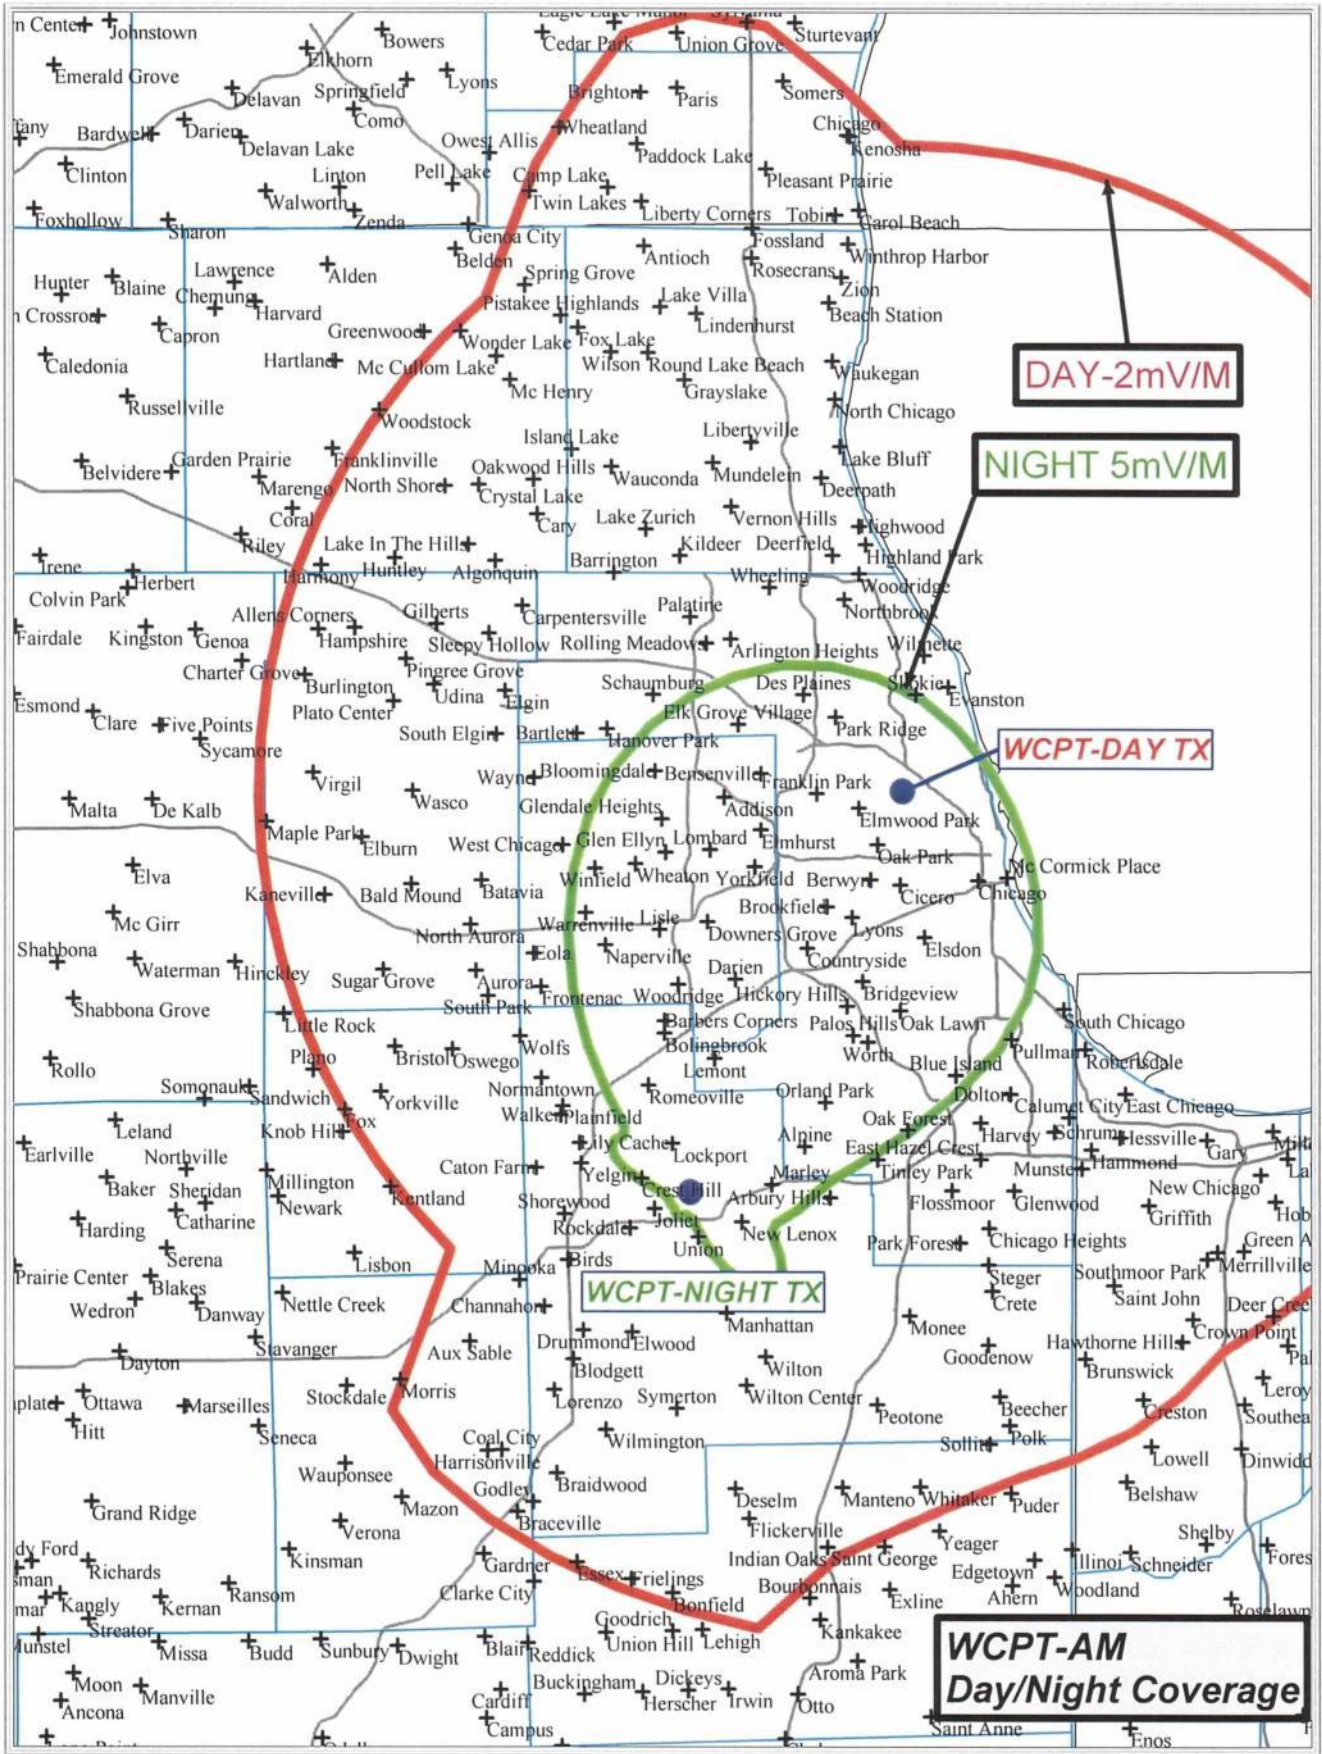 Johnstown
Bowers
Cedar Park
Union Grove
Sturtevant
Emerald Grove
Elkhorn
Delavan
Springfield
Lyons
Como
Brighton
Paris
Somers
Bardwell
Darien
Delavan Lake
Owest Allis
Wheatland
Paddock Lake
Chicago
Kenosha
Clinton
Linton
Walworth
Pell Lake
Camp Lake
Twin Lakes
Pleasant Prairie
Foxhollow
Sharon
Zenda
Genoa City
Liberty Corners
Tobin
Carol Beach
Belden
Antioch
Fossland
Rosecrans
Winthrop Harbor
Hunter
Blaine
Lawrence
Chemung
Harvard
Alden
Spring Grove
Pistakee Highlands
Lake Villa
Lindenhurst
Zion
Beach Station
Capron
Greenwood
Wonder Lake
Fox Lake
Caledonia
Hartland
Mc Cullom Lake
Wilson
Round Lake Beach
Waukegan
DAY-2mV/M
Russellville
Mc Henry
Grayslake
North Chicago
Woodstock
Island Lake
Libertyville
Belvidere
Garden Prairie
Franklinville
Oakwood Hills
Wauconda
Mundelein
Lake Bluff
NIGHT 5mV/M
Marengo
North Shore
Crystal Lake
Deerpath
Coral
Cary
Lake Zurich
Vernon Hills
Highwood
Riley
Lake In The Hills
Kildeer
Deerfield
Highland Park
Irene
Herbert
Harmony
Huntley
Algonquin
Barrington
Wheeling
Woodridge
Colvin Park
Allens Corners
Gilberts
Carpentersville
Palatine
Northbrook
Fairdale
Kingston
Genoa
Hampshire
Sleepy Hollow
Rolling Meadows
Arlington Heights
Wilmette
Charter Grove
Burlington
Pingree Grove
Udina
Elgin
Schaumburg
Des Plaines
Skokie
Evanston
Esmond
Clare
Five Points
Plato Center
Elk Grove Village
Park Ridge
Sycamore
South Elgin
Bartlett
Hanover Park
WCPT-DAY TX
Virgil
Wasco
Wayne
Bloomingdale
Bensenville
Franklin Park
Malta
De Kalb
Glendale Heights
Addison
Elmwood Park
Maple Park
Elburn
West Chicago
Glen Ellyn
Lombard
Elmhurst
Oak Park
Mc Cormick Place
Elva
Kaneville
Bald Mound
Batavia
Winfield
Wheaton
Yorkfield
Berwyn
Cicero
Chicago
Mc Girr
North Aurora
Warrenville
Lisle
Brookfield
Lyons
Downers Grove
Elsdon
Shabbona
Waterman
Hinckley
Sugar Grove
Aurora
Eola
Naperville
Darien
Countryside
Shabbona Grove
South Park
Frontenac
Woodridge
Hickory Hills
Bridgeview
Little Rock
Barbers Corners
Palos Hills
Oak Lawn
South Chicago
Rollo
Plano
Bristol
Oswego
Wolfs
Bolingbrook
Worth
Pullman
Robertsdale
Lemont
Blue Island
Somonauk
Sandwich
Yorkville
Normantown
Romeoville
Orland Park
Dolton
Calumet City
East Chicago
Leland
Knob Hill
Fox
Walker
Plainfield
Oak Forest
Earlville
Northville
Lily Cache
Lockport
Alpine
East Hazel Crest
Harvey
Schrum
Hessville
Gary
Baker
Sheridan
Millington
Caton Farm
Yelgin
Marley
Tinley Park
Munster
Hammond
Newark
Kentland
Crest Hill
Arbury Hills
Flossmoor
Glenwood
New Chicago
Harding
Catharine
Shorewood
Joliet
Griffith
Rockdale
New Lenox
Serena
Lisbon
Union
Park Forest
Chicago Heights
Prairie Center
Blakes
Minooka
Birds
Steger
Southmoor Park
Merrillville
Wedron
Danway
Nettle Creek
Channahon
WCPT-NIGHT TX
Crete
Saint John
Stavanger
Drummond
Elwood
Manhattan
Monee
Hawthorne Hills
Crown Point
Dayton
Aux Sable
Blodgett
Wilton
Goodenow
Brunswick
Ottawa
Marseilles
Stockdale
Morris
Lorenzo
Symerton
Wilton Center
Peotone
Beecher
Creston
Leroy
Hitt
Seneca
Coal City
Wilmington
Sollitt
Polk
Lowell
Wauponsee
Harrisonville
Grand Ridge
Mazon
Godley
Braidwood
Deselm
Manteno
Whitaker
Puder
Belshaw
Verona
Braceville
Flickerville
Yeager
Shelby
Richards
Kinsman
Gardner
Indian Oaks
Saint George
Edgetown
Schneider
Kangly
Kernan
Ransom
Clarke City
Essex
Frielings
Bonfield
Bourbonnais
Exline
Ahern
Woodland
Roselawn
Streator
Goodrich
Missa
Budd
Sunbury
Dwight
Blair
Reddick
Union Hill
Lehigh
Kankakee
WCPT-AM
Day/Night Coverage
Moon
Manville
Buckingham
Dickeys
Aroma Park
Ancona
Cardiff
Herscher
Irwin
Otto
Campus
Saint Anne
Enos